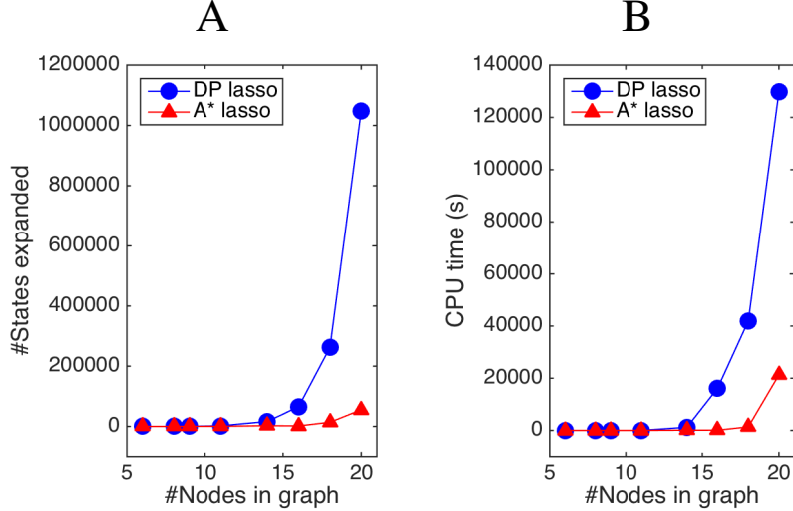 A
1200000
1000000
800000
600000
400000
200000
0
5
10
15
20
#States expanded
#Nodes in graph
DP lasso
A* lasso
B
140000
120000
100000
80000
60000
40000
20000
0
5
10
15
20
CPU time (s)
#Nodes in graph
DP lasso
A* lasso